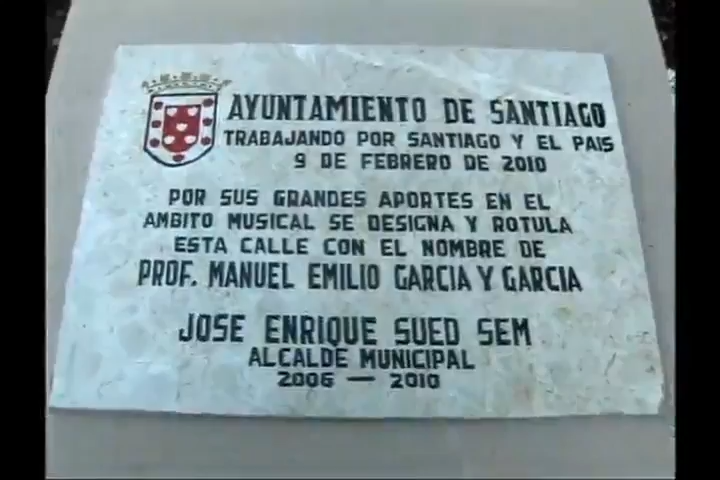 AYUNTAMIENTO DE SANTIAGO
TRABAJANDO POR SANTIAGO Y EL PAIS
9 DE FEBRERO DE 2010
POR SUS GRANDES APORTES EN EL
AMBITO MUSICAL SE DESIGNA Y ROTULA
ESTA CALLE CON EL NOMBRE DE
PROF. MANUEL EMILIO GARCIA Y GARCIA
JOSE ENRIQUE SUED SEM
ALCALDE MUNICIPAL
2006 — 2010